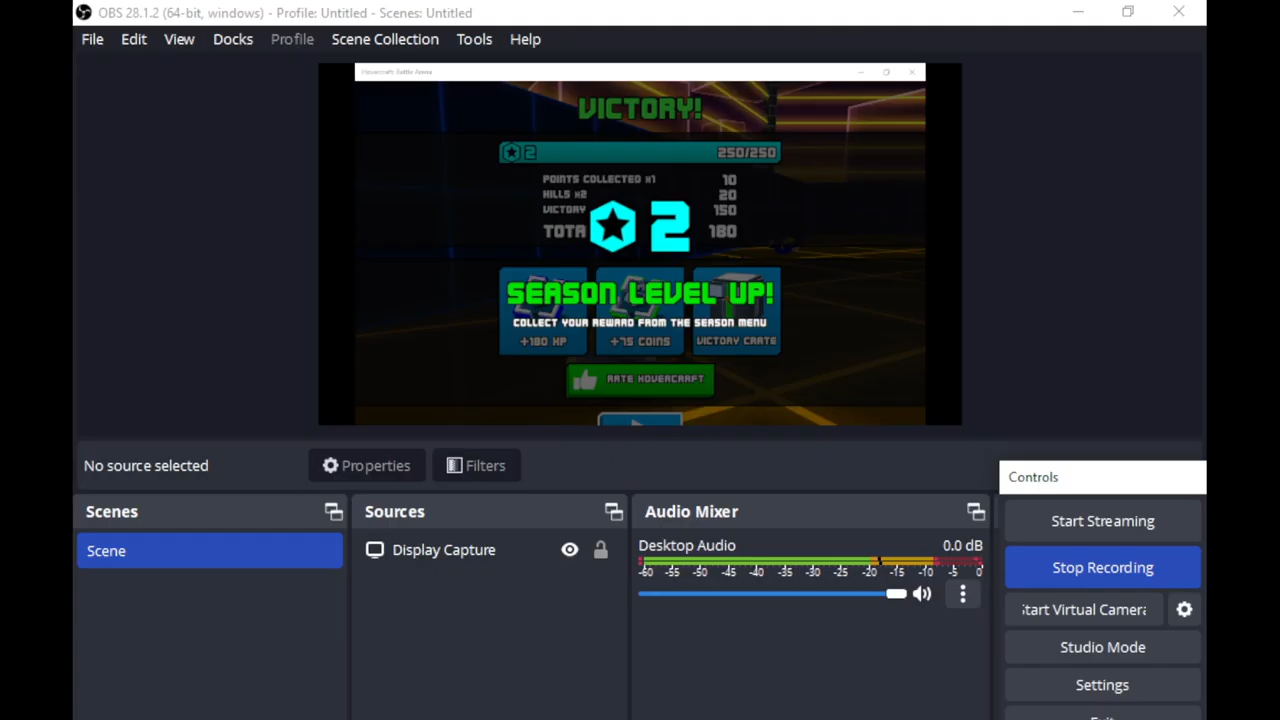 OBS 28.1.2 (64-bit, windows) - Profile: Untitled - Scenes: Untitled
File Edit View Docks Profile Scene Collection Tools Help
Hovercraft: Battle Arena
VICTORY!
2 250/250
POINTS COLLECTED x1 10
KILLS x2 20
VICTORY 150
TOTA 180
2
SEASON LEVEL UP!
COLLECT YOUR REWARD FROM THE SEASON MENU
+180 XP +75 COINS VICTORY CRATE
RATE HOVERCRAFT
No source selected Properties Filters
Controls
Scenes Sources Audio Mixer
Start Streaming
Scene Display Capture Desktop Audio 0.0 dB
-60 -55 -50 -45 -40 -35 -30 -25 -20 -15 -10 -5 0
Stop Recording
tart Virtual Camera
Studio Mode
Settings